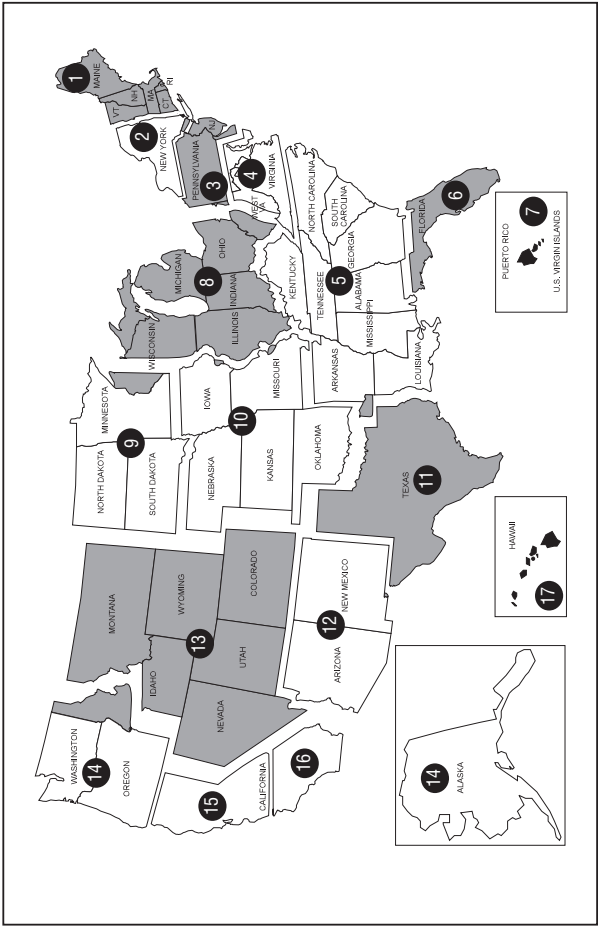 1
MAINE
VT
NH
MA
CT
RI
2
NEW YORK
3
PENNSYLVANIA
NJ
4
WEST
VA
VIRGINIA
NORTH CAROLINA
SOUTH
CAROLINA
GEORGIA
5
TENNESSEE
ALABAMA
MISSISSIPPI
KENTUCKY
6
FLORIDA
7
PUERTO RICO
U.S. VIRGIN ISLANDS
8
OHIO
MICHIGAN
INDIANA
ILLINOIS
WISCONSIN
LOUISIANA
ARKANSAS
MISSOURI
IOWA
MINNESOTA
9
NORTH DAKOTA
SOUTH DAKOTA
10
NEBRASKA
KANSAS
OKLAHOMA
11
TEXAS
12
NEW MEXICO
ARIZONA
13
MONTANA
WYOMING
COLORADO
IDAHO
UTAH
NEVADA
14
WASHINGTON
OREGON
15
CALIFORNIA
16
HAWAII
17
14
ALASKA